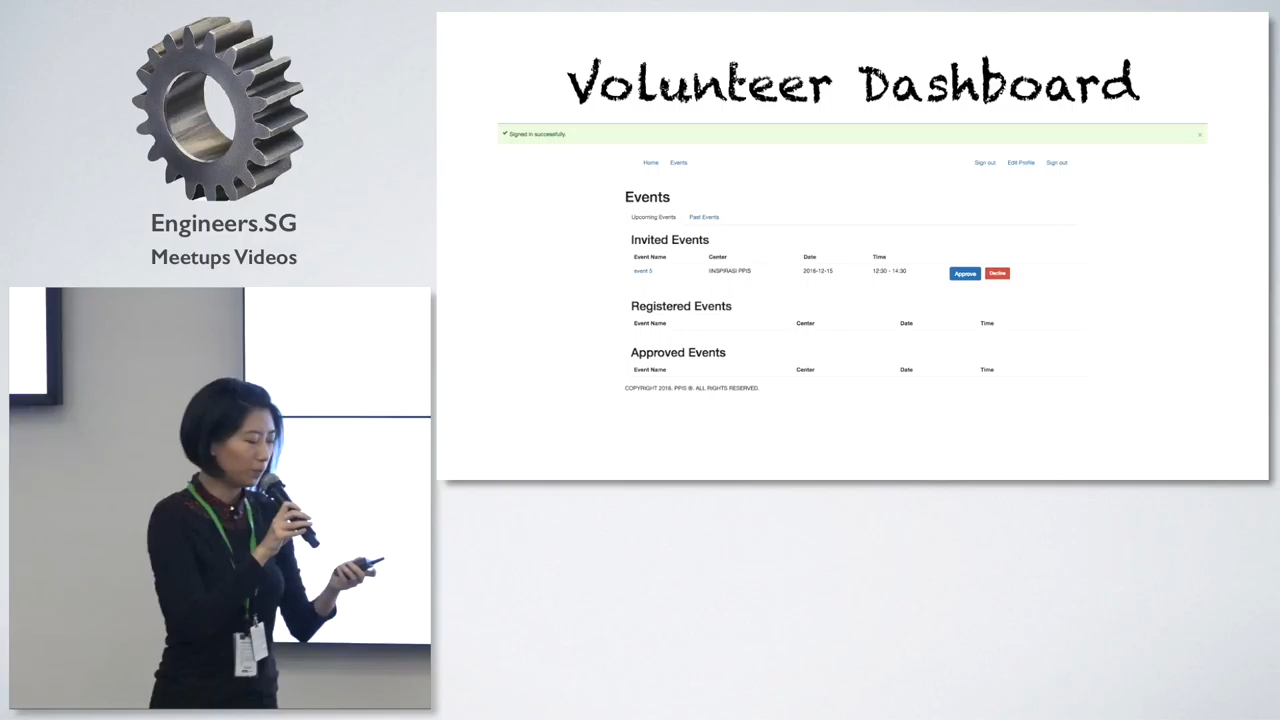 Engineers.SG
Meetups Videos
Volunteer Dashboard
Signed in successfully. ×
Home Events Sign out Edit Profile Sign out
Events
Upcoming Events Past Events
Invited Events
Event Name Center Date Time
event 5 IINSPIRASI PPIS 2016-12-15 12:30 - 14:30 Approve Decline
Registered Events
Event Name Center Date Time
Approved Events
Event Name Center Date Time
COPYRIGHT 2016. PPIS ®. ALL RIGHTS RESERVED.